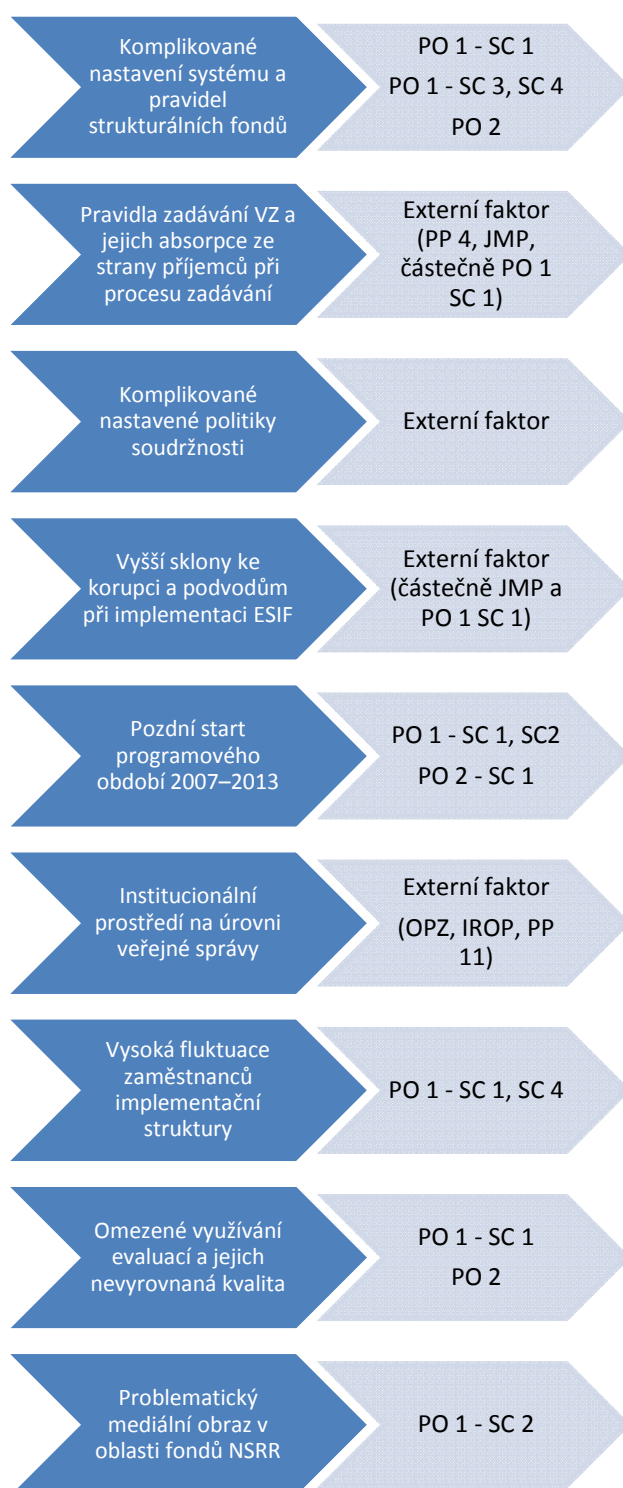 Komplikované
nastavení systému a
pravidel
strukturálních fondů
PO 1 - SC 1
PO 1 - SC 3, SC 4
PO 2
Pravidla zadávání VZ a
jejich absorpce ze
strany příjemců při
procesu zadávání
Externí faktor
(PP 4, JMP,
částečně PO 1
SC 1)
Komplikované
nastavené politiky
soudržnosti
Externí faktor
Vyšší sklony ke
korupci a podvodům
při implementaci ESIF
Externí faktor
(částečně JMP a
PO 1 SC 1)
Pozdní start
programového
období 2007–2013
PO 1 - SC 1, SC2
PO 2 - SC 1
Institucionální
prostředí na úrovni
veřejné správy
Externí faktor
(OPZ, IROP, PP
11)
Vysoká fluktuace
zaměstnanců
implementační
struktury
PO 1 - SC 1, SC 4
Omezené využívání
evaluací a jejich
nevyrovnaná kvalita
PO 1 - SC 1
PO 2
Problematický
mediální obraz v
oblasti fondů NSRR
PO 1 - SC 2